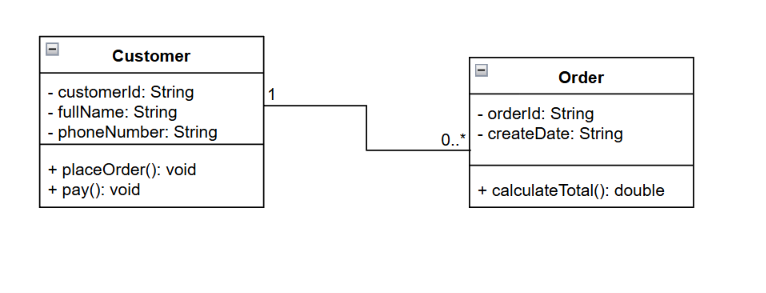 Customer
- customerId: String
- fullName: String
- phoneNumber: String
+ placeOrder(): void
+ pay(): void
1
0..*
Order
- orderId: String
- createDate: String
+ calculateTotal(): double